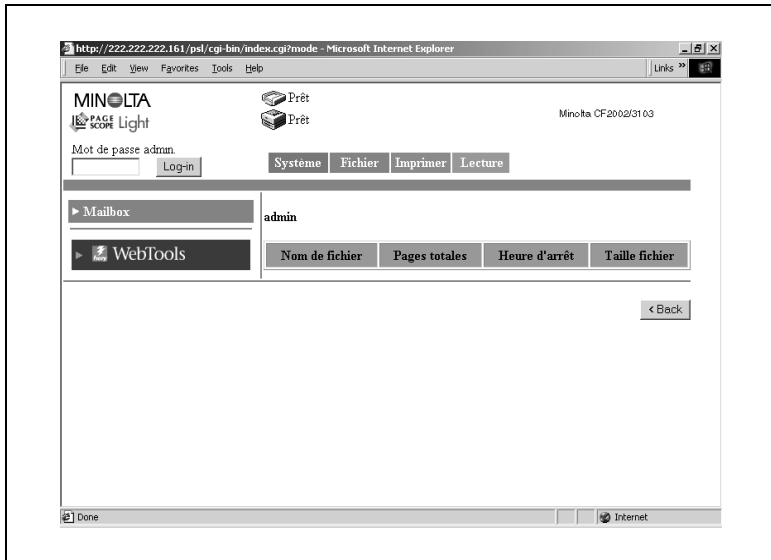 http://222.222.222.161/psl/cgi-bin/index.cgi?mode - Microsoft Internet Explorer
File Edit View Favorites Tools Help
Links »
MINOLTA
PAGE SCOPE Light
Prêt
Prêt
Minolta CF2002/3103
Mot de passe admin.
Log-in
Système Fichier Imprimer Lecture
Mailbox
admin
WebTools
Nom de fichier Pages totales Heure d'arrêt Taille fichier
< Back
Done
Internet